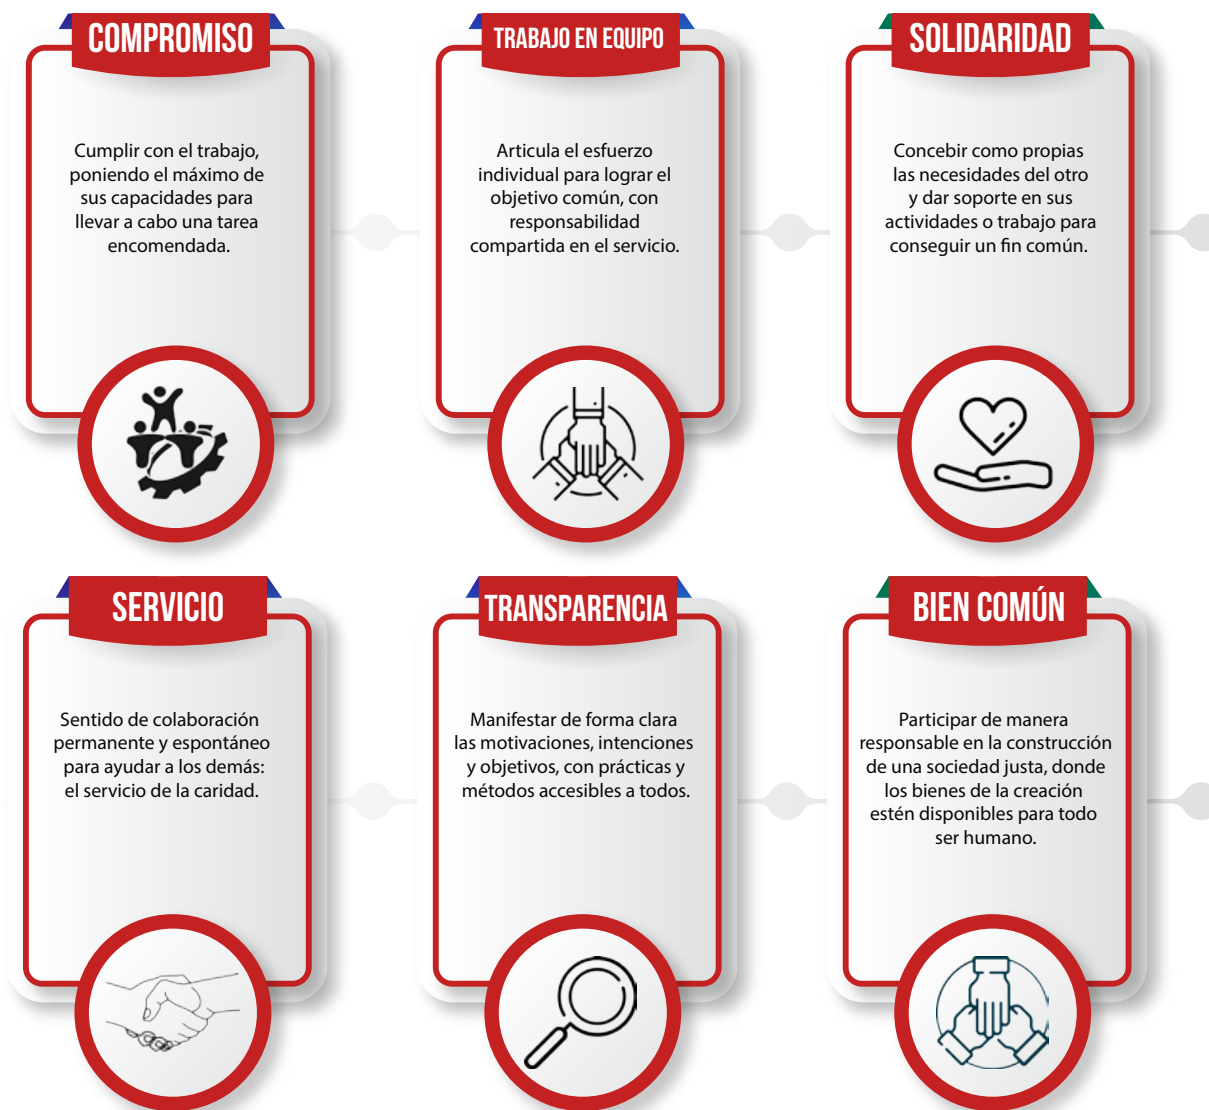 COMPROMISO
Cumplir con el trabajo,
poniendo el máximo de
sus capacidades para
llevar a cabo una tarea
encomendada.
TRABAJO EN EQUIPO
Articula el esfuerzo
individual para lograr el
objetivo común, con
responsabilidad
compartida en el servicio.
SOLIDARIDAD
Concebir como propias
las necesidades del otro
y dar soporte en sus
actividades o trabajo para
conseguir un fin común.
SERVICIO
Sentido de colaboración
permanente y espontáneo
para ayudar a los demás:
el servicio de la caridad.
TRANSPARENCIA
Manifestar de forma clara
las motivaciones, intenciones
y objetivos, con prácticas y
métodos accesibles a todos.
BIEN COMÚN
Participar de manera
responsable en la construcción
de una sociedad justa, donde
los bienes de la creación
estén disponibles para todo
ser humano.